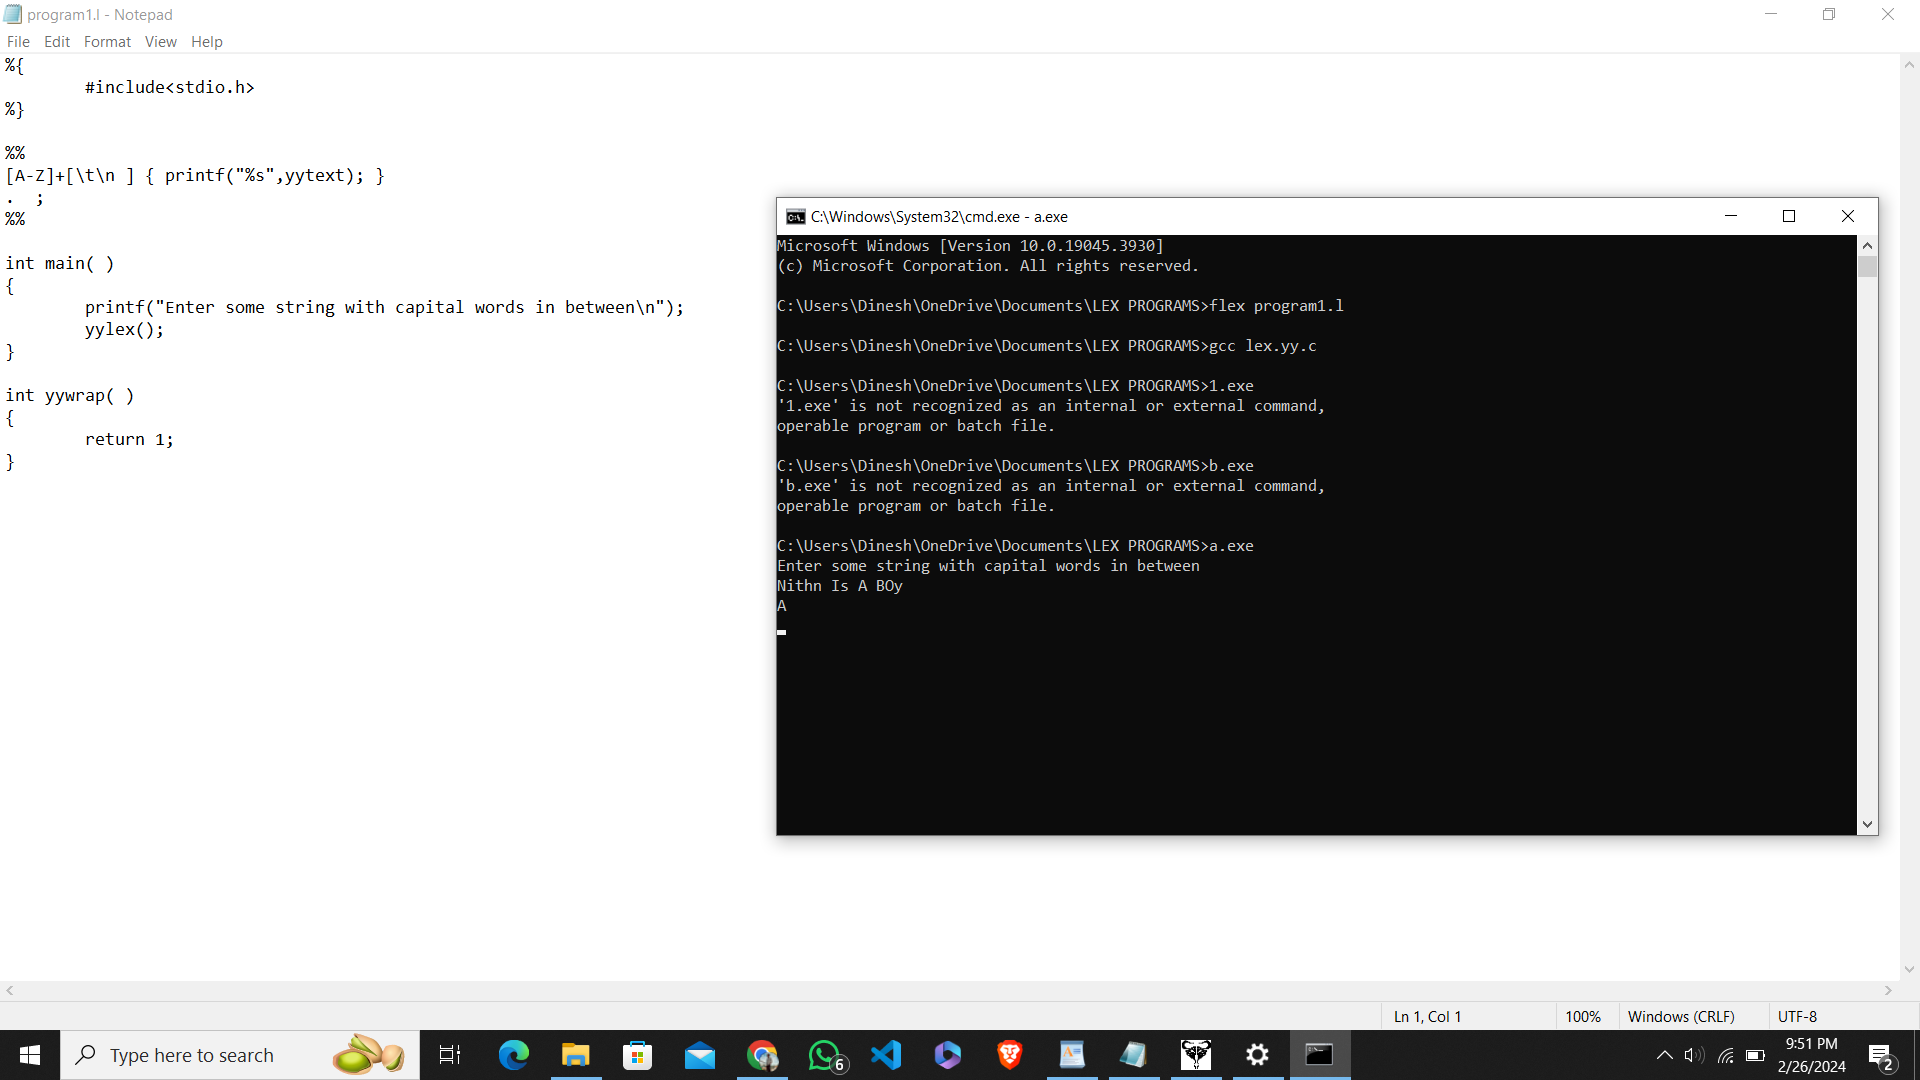 program1.l - Notepad
File Edit Format View Help
%{
#include<stdio.h>
%}
%%
[A-Z]+[\t\n ] { printf("%s",yytext); }
. ;
%%
int main( )
{
printf("Enter some string with capital words in between\n");
yylex();
}
int yywrap( )
{
return 1;
}
C:\Windows\System32\cmd.exe - a.exe
Microsoft Windows [Version 10.0.19045.3930]
(c) Microsoft Corporation. All rights reserved.
C:\Users\Dinesh\OneDrive\Documents\LEX PROGRAMS>flex program1.l
C:\Users\Dinesh\OneDrive\Documents\LEX PROGRAMS>gcc lex.yy.c
C:\Users\Dinesh\OneDrive\Documents\LEX PROGRAMS>1.exe
'1.exe' is not recognized as an internal or external command,
operable program or batch file.
C:\Users\Dinesh\OneDrive\Documents\LEX PROGRAMS>b.exe
'b.exe' is not recognized as an internal or external command,
operable program or batch file.
C:\Users\Dinesh\OneDrive\Documents\LEX PROGRAMS>a.exe
Enter some string with capital words in between
Nithn Is A BOy
A
Ln 1, Col 1 100% Windows (CRLF) UTF-8
Type here to search
6
9:51 PM
2/26/2024
2